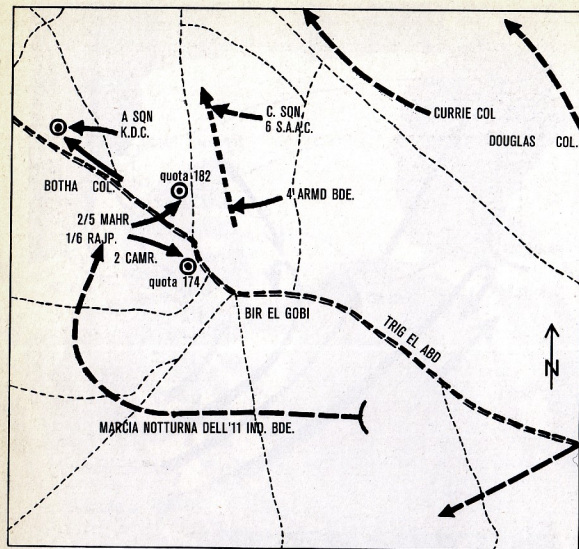 A SQN
K.D.C.
C. SQN.
6 S.A.A.C.
CURRIE COL
DOUGLAS COL.
BOTHA COL.
quota 182
4 ARMD BDE.
2/5 MAHR
1/6 RAJP.
2 CAMR.
quota 174
BIR EL GOBI
TRIG EL ABD
N
MARCIA NOTTURNA DELL'11 IND. BDE.